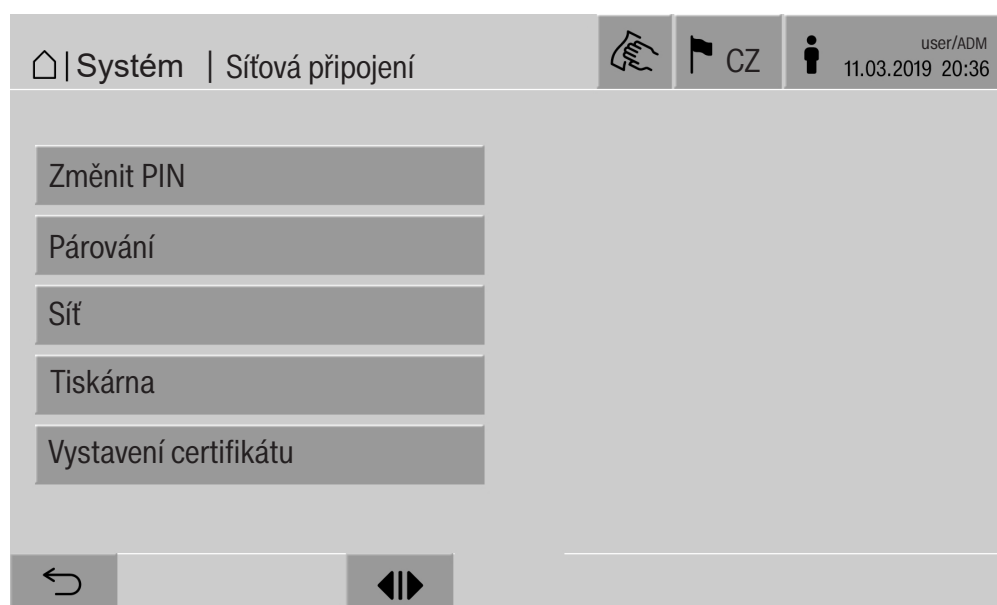 | Systém | Síťová připojení
CZ
user/ADM
11.03.2019 20:36
Změnit PIN
Párování
Síť
Tiskárna
Vystavení certifikátu